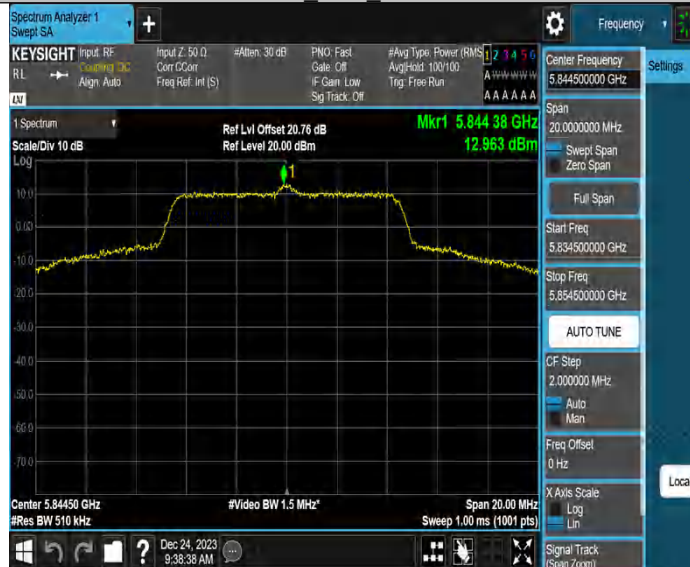 Spectrum Analyzer 1
Swept SA
+
Frequency
KEYSIGHT
RL
LXI
Input: RF
Coupling: DC
Align: Auto
Input Z: 50 Ω
Corr CCorr
Freq Ref: Int (S)
#Atten: 30 dB
PNO: Fast
Gate: Off
IF Gain: Low
Sig Track: Off
#Avg Type: Power (RMS
Avg|Hold: 100/100
Trig: Free Run
1 2 3 4 5 6
A W W W W W
A A A A A A
1 Spectrum
Scale/Div 10 dB
Log
Ref Lvl Offset 20.76 dB
Ref Level 20.00 dBm
Mkr1 5.844 38 GHz
12.963 dBm
1
10.0
0.00
-10.0
-20.0
-30.0
-40.0
-50.0
-60.0
-70.0
Center 5.84450 GHz
#Res BW 510 kHz
#Video BW 1.5 MHz*
Span 20.00 MHz
Sweep 1.00 ms (1001 pts)
?
Dec 24, 2023
9:38:38 AM
Center Frequency
5.844500000 GHz
Settings
Span
20.0000000 MHz
Swept Span
Zero Span
Full Span
Start Freq
5.834500000 GHz
Stop Freq
5.854500000 GHz
AUTO TUNE
CF Step
2.000000 MHz
Auto
Man
Freq Offset
0 Hz
X Axis Scale
Log
Lin
Loca
Signal Track
(Span Zoom)